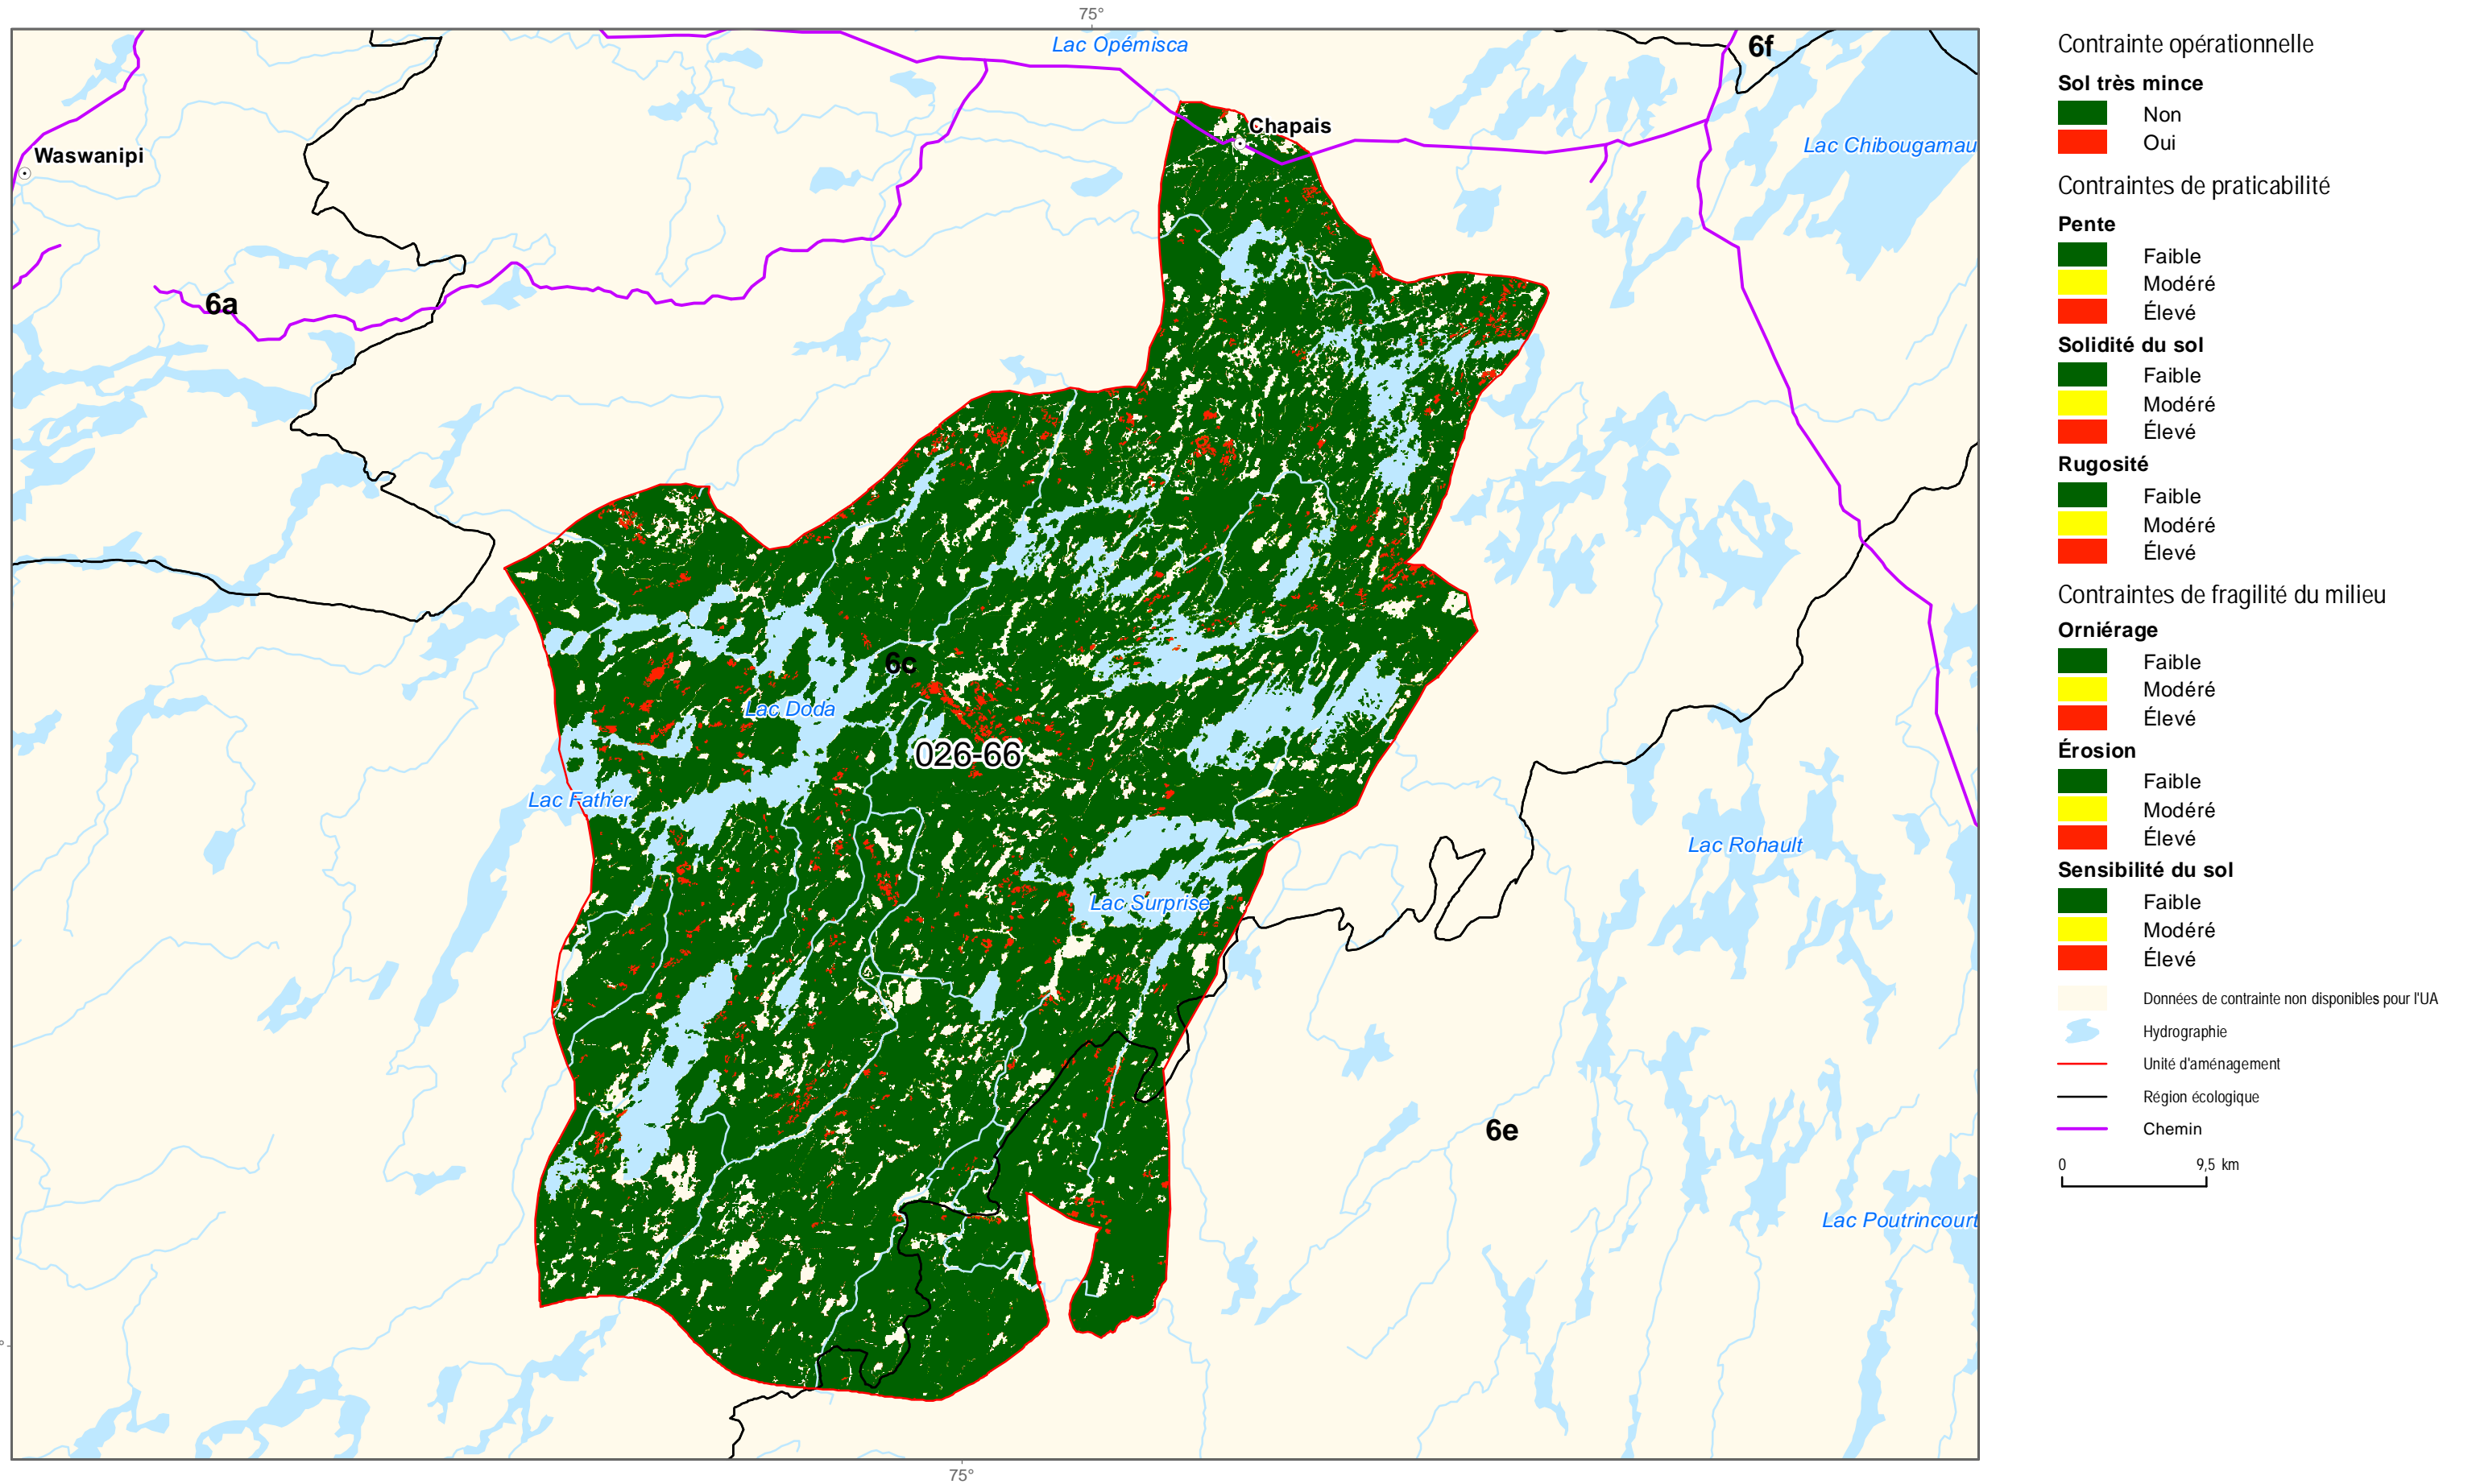 75°
Lac Opémisca
6f
Chapais
Lac Chibougamau
Waswanipi
6a
6c
Lac Doda
026-66
Lac Father
Lac Rohault
Lac Surprise
6e
Lac Poutrincourt
°
75°
Contrainte opérationnelle
Sol très mince
Non
Oui
Contraintes de praticabilité
Pente
Faible
Modéré
Élevé
Solidité du sol
Faible
Modéré
Élevé
Rugosité
Faible
Modéré
Élevé
Contraintes de fragilité du milieu
Orniérage
Faible
Modéré
Élevé
Érosion
Faible
Modéré
Élevé
Sensibilité du sol
Faible
Modéré
Élevé
Données de contrainte non disponibles pour l'UA
Hydrographie
Unité d'aménagement
Région écologique
Chemin
0 9,5 km